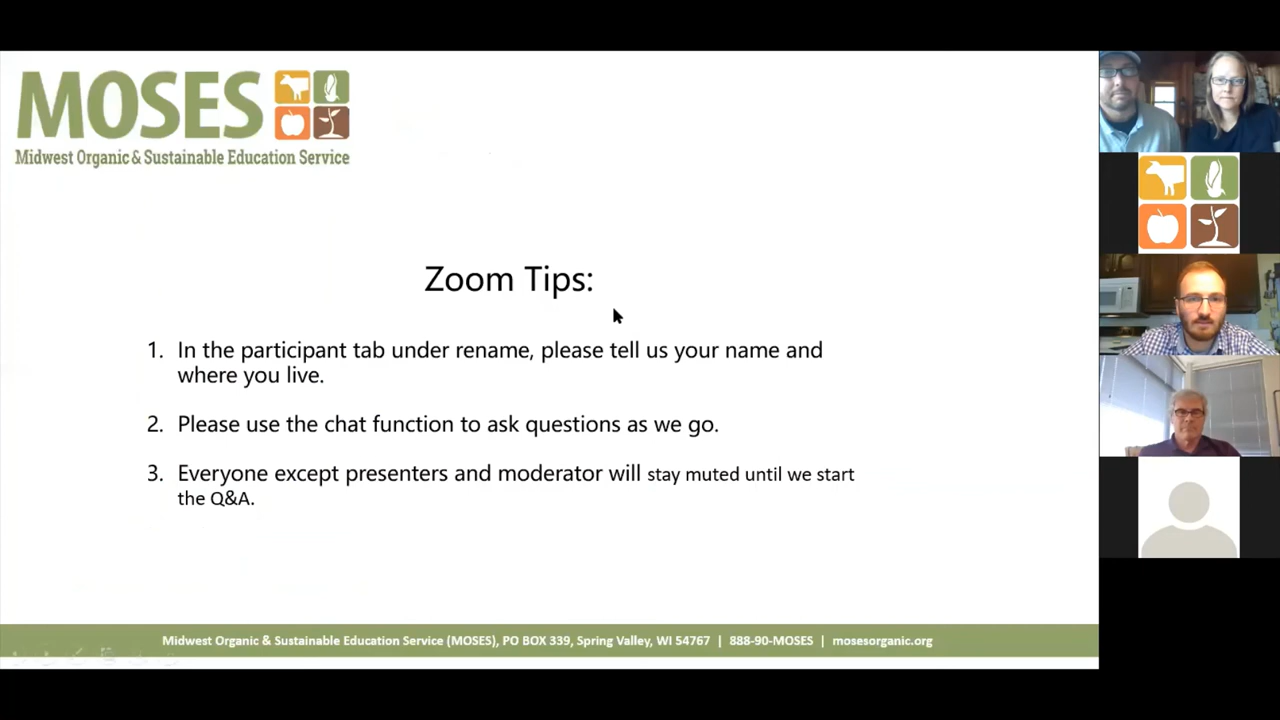 MOSES
Midwest Organic & Sustainable Education Service
Zoom Tips:
1. In the participant tab under rename, please tell us your name and
where you live.
2. Please use the chat function to ask questions as we go.
3. Everyone except presenters and moderator will stay muted until we start
the Q&A.
Midwest Organic & Sustainable Education Service (MOSES), PO BOX 339, Spring Valley, WI 54767 | 888-90-MOSES | mosesorganic.org